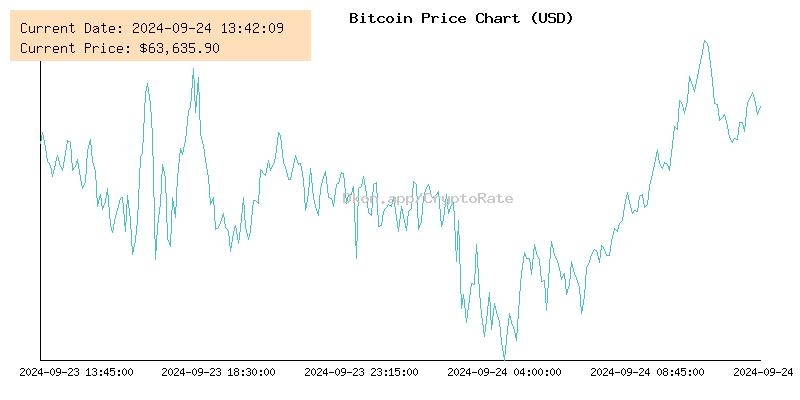 Bitcoin Price Chart (USD)
Current Date: 2024-09-24 13:42:09
Current Price: $63,635.90
Dken.app/CryptoRate
2024-09-23 13:45:00 2024-09-23 18:30:00 2024-09-23 23:15:00 2024-09-24 04:00:00 2024-09-24 08:45:00 2024-09-24